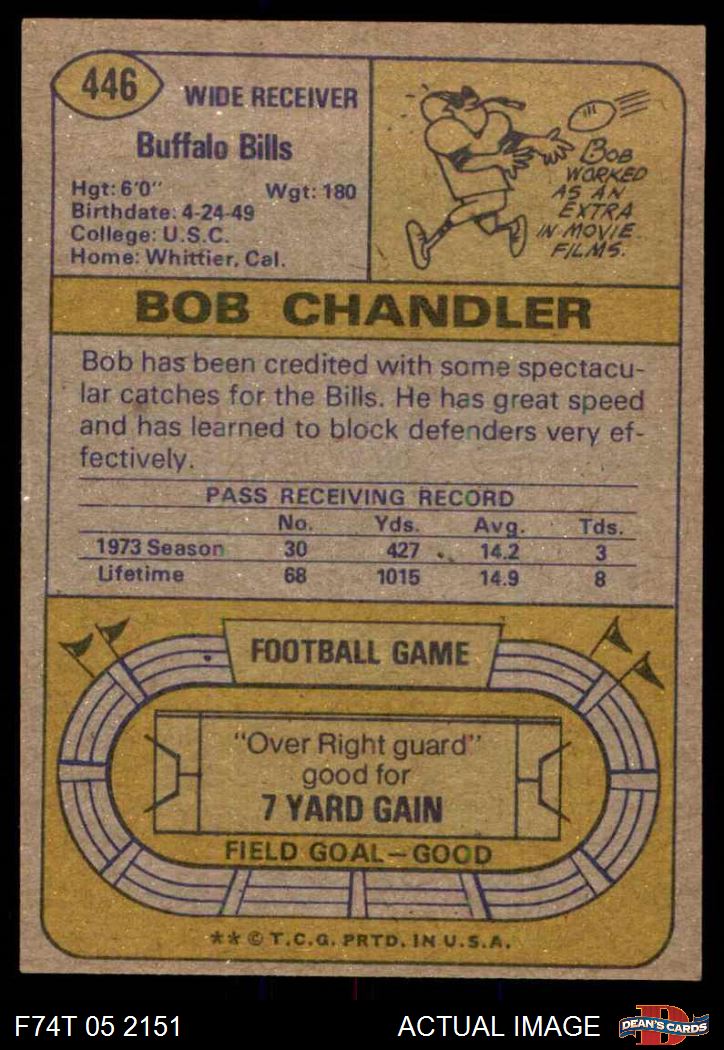 446
WIDE RECEIVER
Buffalo Bills
Hgt: 6'0" Wgt: 180
Birthdate: 4-24-49
College: U.S.C.
Home: Whittier, Cal.
BOB
WORKED
AS AN
EXTRA
IN MOVIE
FILMS.
BOB CHANDLER
Bob has been credited with some spectacu-
lar catches for the Bills. He has great speed
and has learned to block defenders very ef-
fectively.
PASS RECEIVING RECORD
No. Yds. Avg. Tds.
1973 Season 30 427 14.2 3
Lifetime 68 1015 14.9 8
FOOTBALL GAME
"Over Right guard"
good for
7 YARD GAIN
FIELD GOAL—GOOD
** © T.C.G. PRTD. IN U.S.A.
F74T 05 2151 ACTUAL IMAGE
D
DEAN'S CARDS